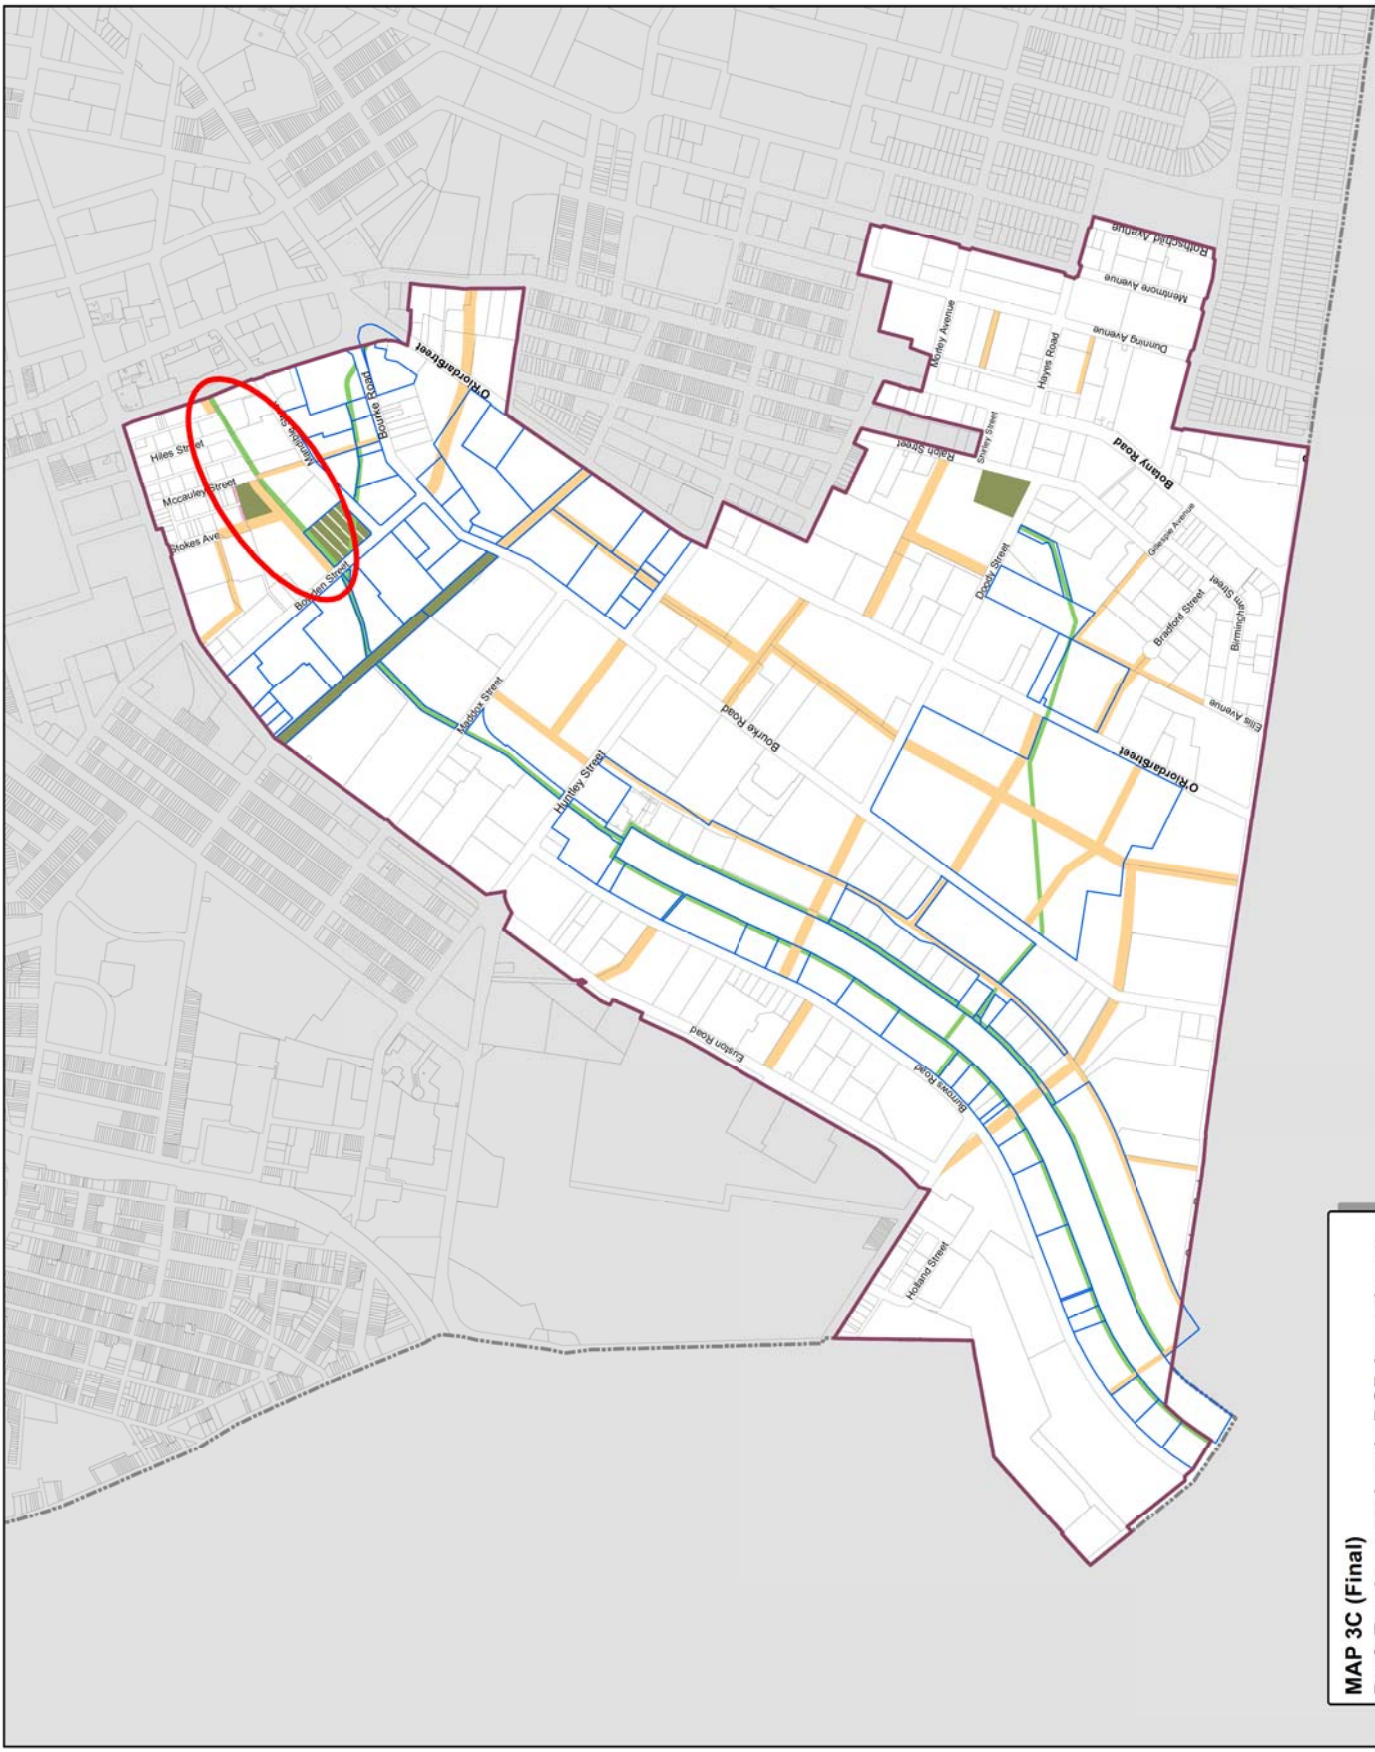 Hiles Street
Mccauley Street
Stokes Ave
Bourke Road
O'Riordan Street
Maddox Street
Huntley Street
Bourke Road
Morley Avenue
Hayes Road
Rothschild Avenue
Mentmore Avenue
Dunning Avenue
Ralph Street
Shirley Street
Botany Road
Doody Street
Gillespie Avenue
Bradford Street
Birmingham Street
Ellis Avenue
O'Riordan Street
Euston Road
Burrows Road
Holland Street
MAP 3C (Final)